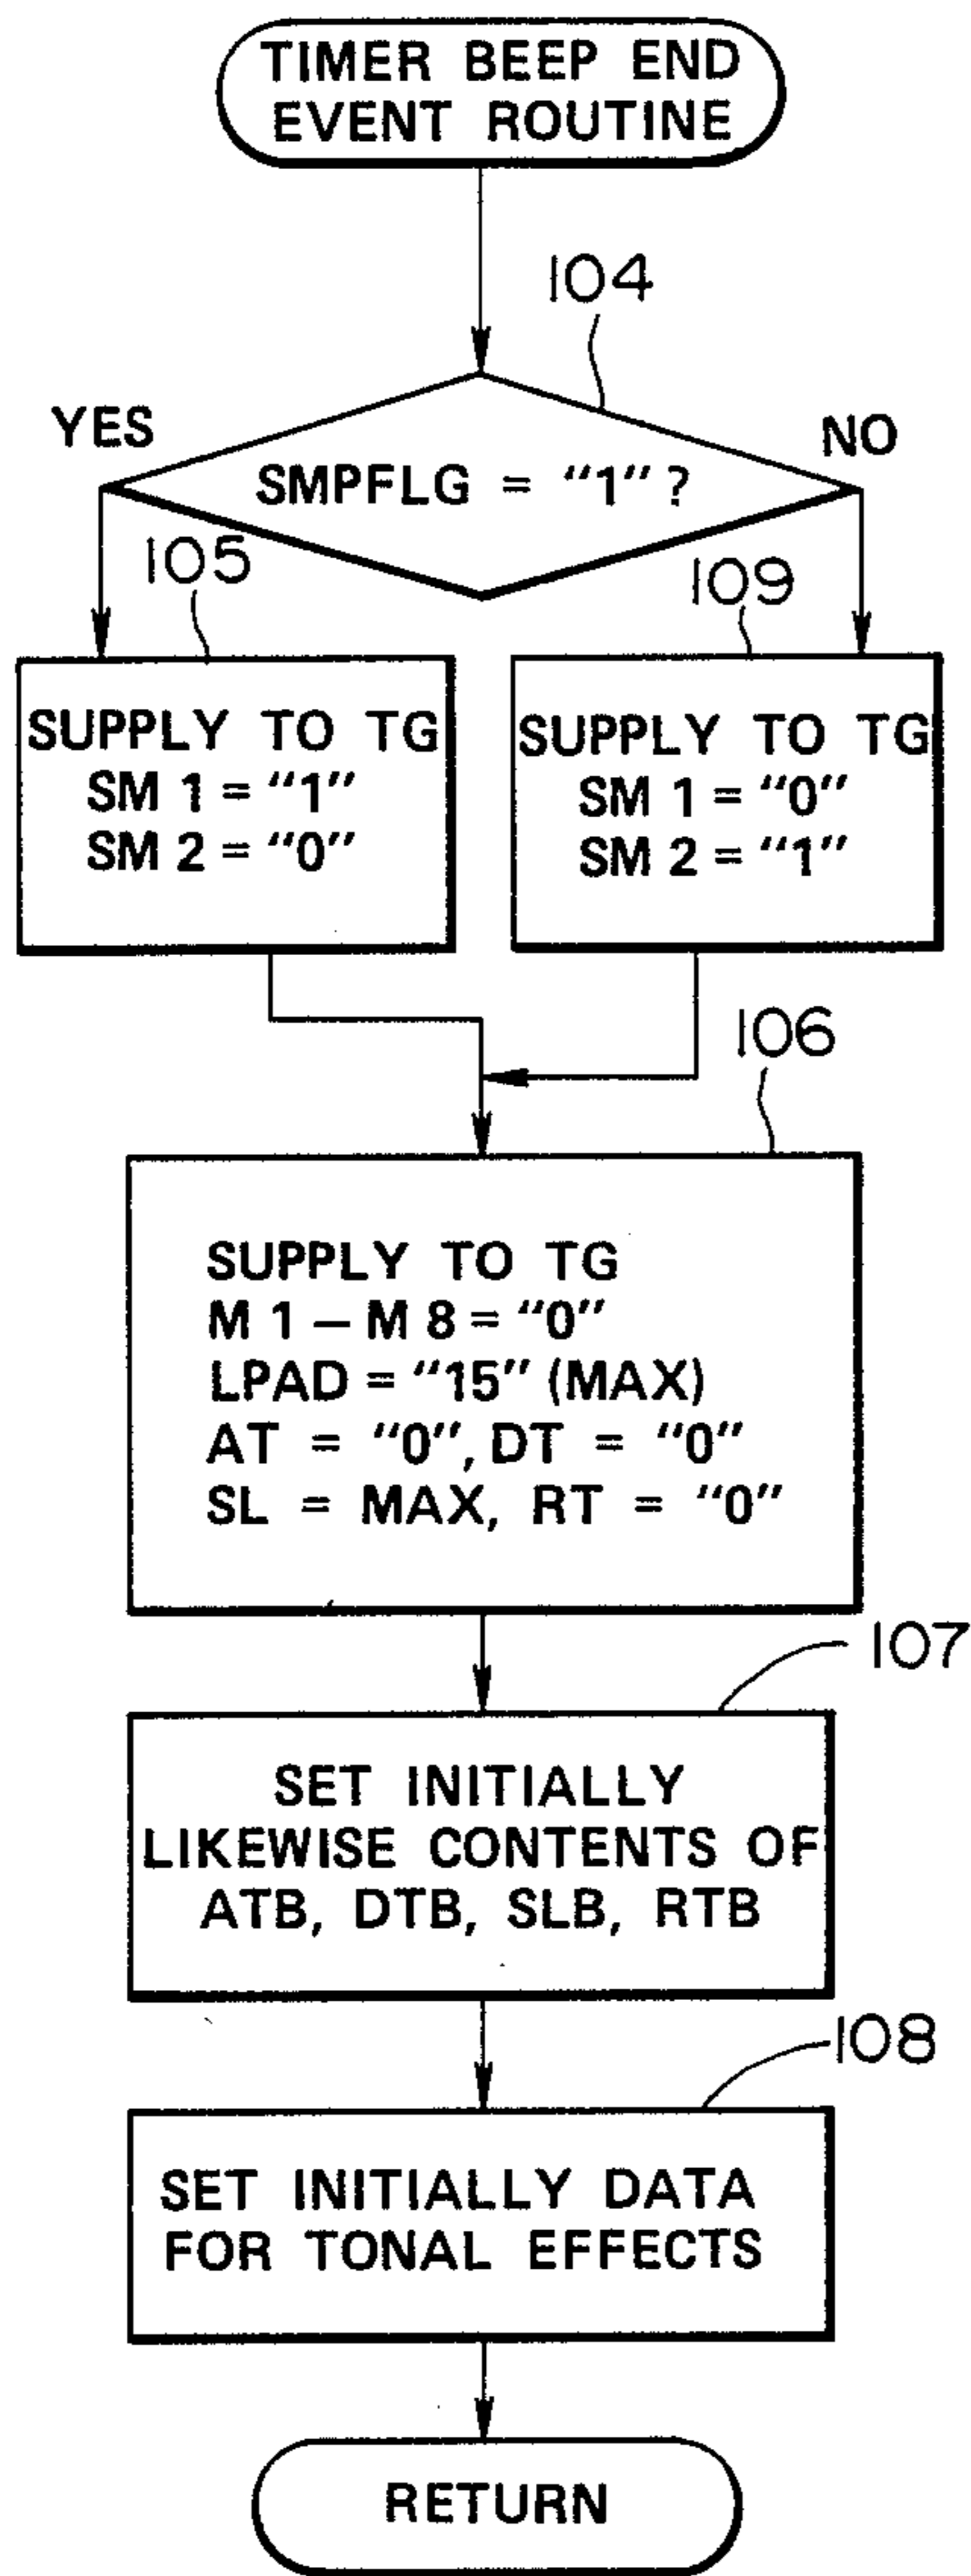 TIMER BEEP END
EVENT ROUTINE
104
YES
NO
SMPFLG = “1”?
105
109
SUPPLY TO TG
SM 1 = “1”
SM 2 = “0”
SUPPLY TO TG
SM 1 = “0”
SM 2 = “1”
106
SUPPLY TO TG
M 1 – M 8 = “0”
LPAD = “15” (MAX)
AT = “0”, DT = “0”
SL = MAX, RT = “0”
107
SET INITIALLY
LIKEWISE CONTENTS OF
ATB, DTB, SLB, RTB
108
SET INITIALLY DATA
FOR TONAL EFFECTS
RETURN